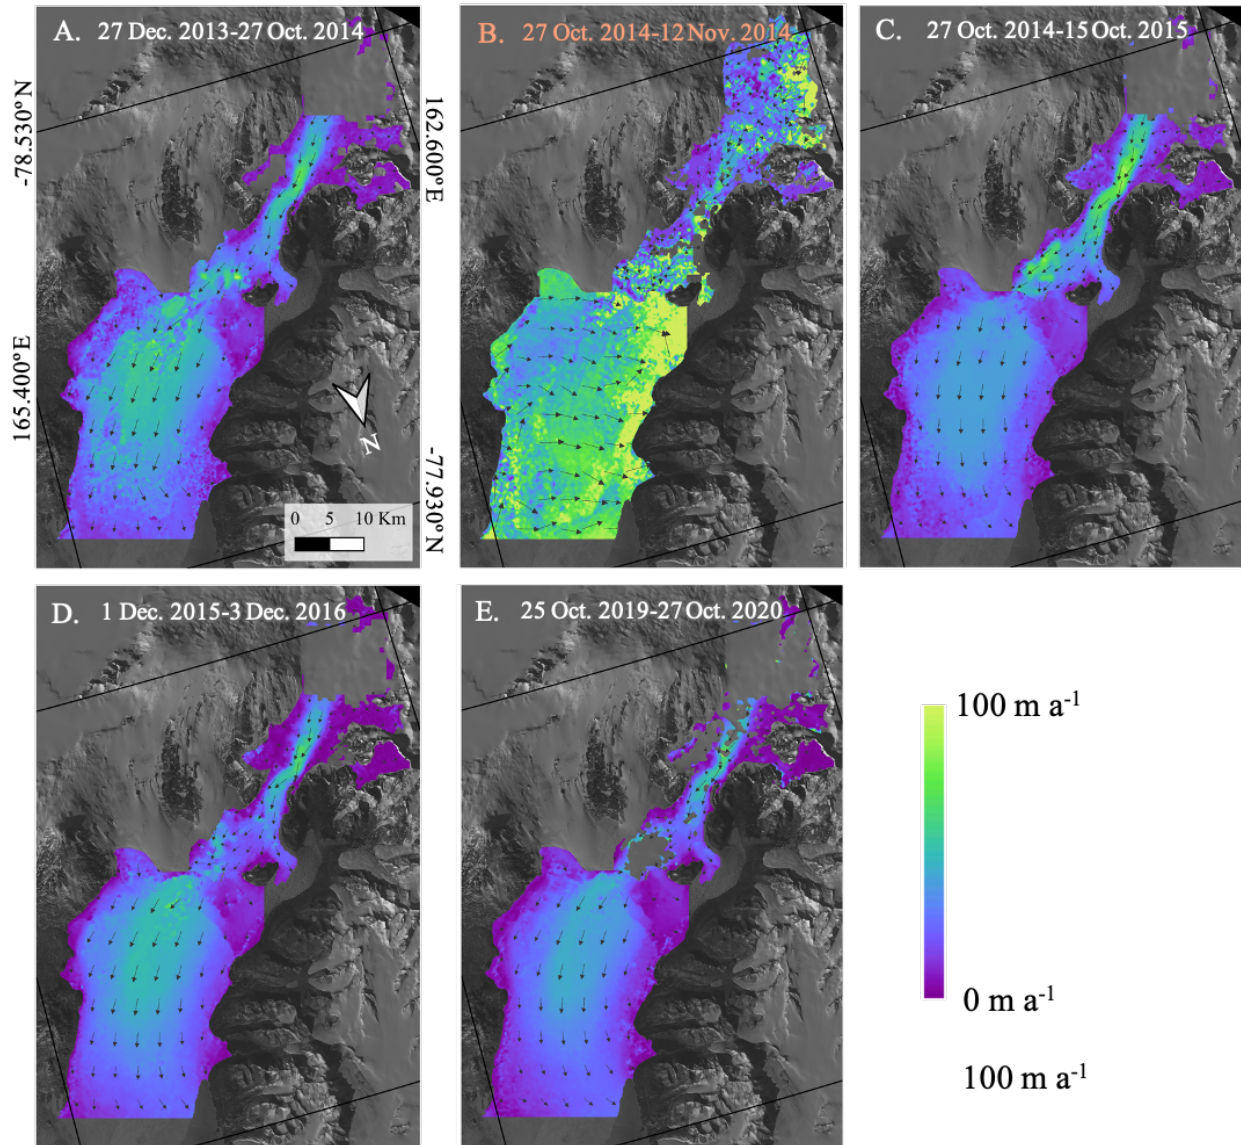 A. 27 Dec. 2013-27 Oct. 2014
B. 27 Oct. 2014-12 Nov. 2014
C. 27 Oct. 2014-15 Oct. 2015
-78.530°N
162.600°E
165.400°E
N
-77.930°N
0 5 10 Km
D. 1 Dec. 2015-3 Dec. 2016
E. 25 Oct. 2019-27 Oct. 2020
100 m a⁻¹
0 m a⁻¹
100 m a⁻¹